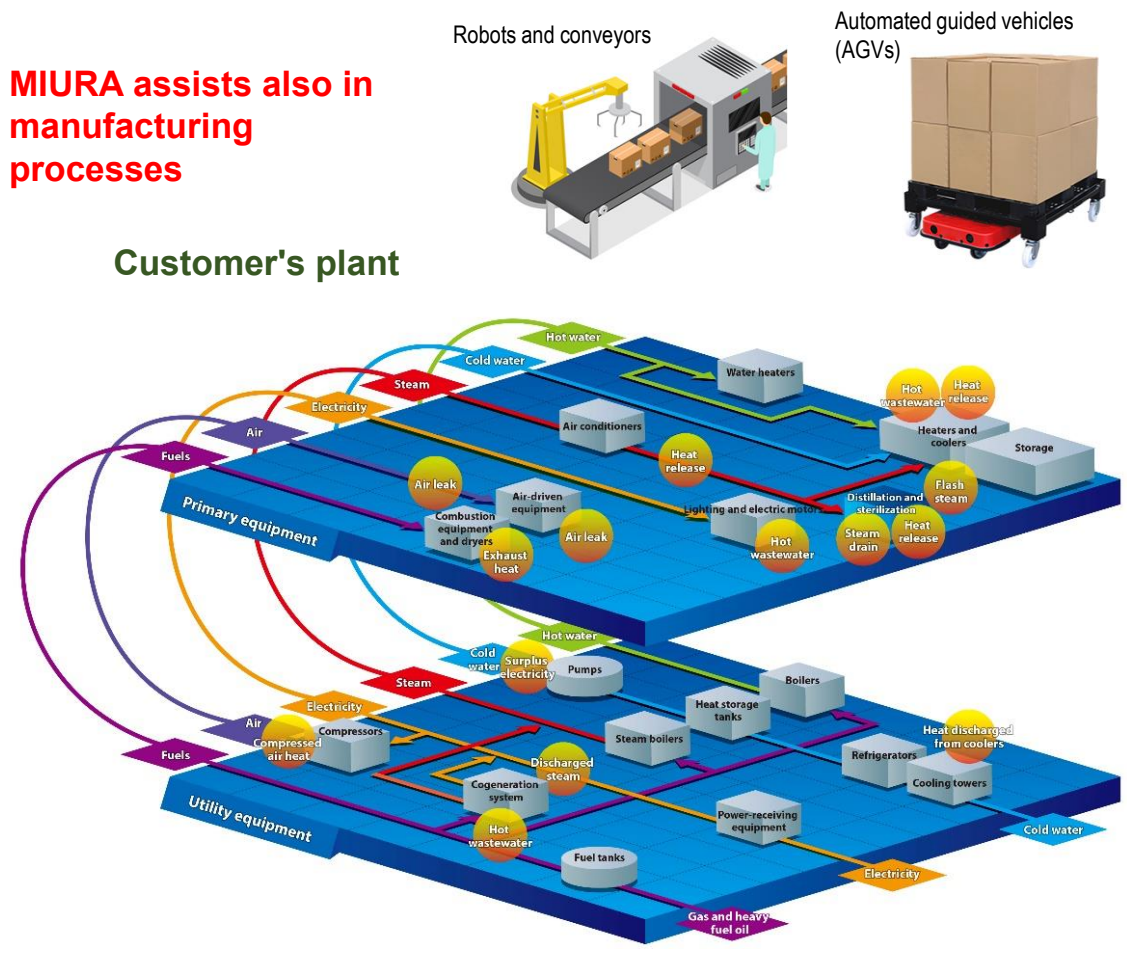 Robots and conveyors
Automated guided vehicles
(AGVs)
MIURA assists also in
manufacturing
processes
Customer's plant
Hot water
Cold water
Steam
Electricity
Air
Fuels
Primary equipment
Water heaters
Hot
wastewater
Heat
release
Air conditioners
Heaters and
coolers
Storage
Heat
release
Air leak
Air-driven
equipment
Combustion
equipment
and dryers
Exhaust
heat
Air leak
Lighting and electric motors
Hot
wastewater
Distillation and
sterilization
Flash
steam
Steam
drain
Heat
release
Hot water
Cold
water
Surplus
electricity
Pumps
Steam
Boilers
Electricity
Heat storage
tanks
Air
Compressed
air heat
Compressors
Steam boilers
Heat discharged
from coolers
Fuels
Discharged
steam
Refrigerators
Cooling towers
Cogeneration
system
Utility equipment
Hot
wastewater
Power-receiving
equipment
Cold water
Fuel tanks
Electricity
Gas and heavy
fuel oil